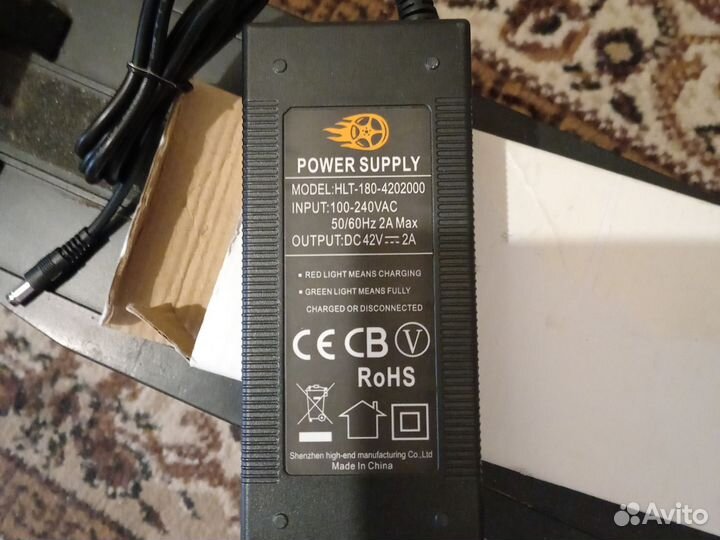 POWER SUPPLY
MODEL:HLT-180-4202000
INPUT:100-240VAC
50/60Hz 2A Max
OUTPUT:DC 42V⎓2A
▪ RED LIGHT MEANS CHARGING
▪ GREEN LIGHT MEANS FULLY
CHARGED OR DISCONNECTED
CE CB V
RoHS
Shenzhen high-end manufacturing Co.,Ltd
Made In China
Avito